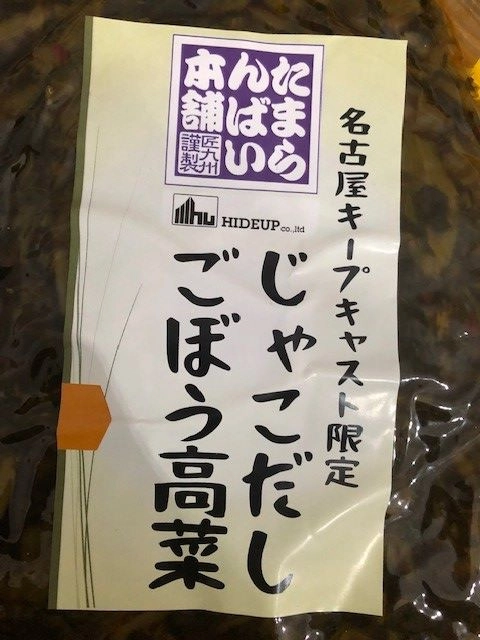 名古屋キープキャスト限定
たまら
んばい
本舗
匠九州
謹製
HIDEUP co.,ltd
じゃこだし
ごぼう高菜